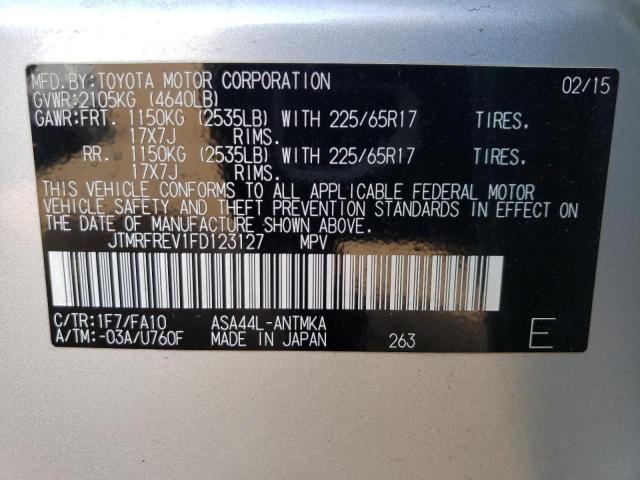 MFD.BY:TOYOTA MOTOR CORPORATION 02/15
GVWR:2105KG (4640LB)
GAWR:FRT. 1150KG (2535LB) WITH 225/65R17 TIRES.
17X7J RIMS.
RR. 1150KG (2535LB) WITH 225/65R17 TIRES.
17X7J RIMS.
THIS VEHICLE CONFORMS TO ALL APPLICABLE FEDERAL MOTOR
VEHICLE SAFETY AND THEFT PREVENTION STANDARDS IN EFFECT ON
THE DATE OF MANUFACTURE SHOWN ABOVE.
JTMRFREV1FD123127 MPV
C/TR:1F7/FA10 ASA44L-ANTMKA
A/TM:-03A/U760F MADE IN JAPAN 263 E